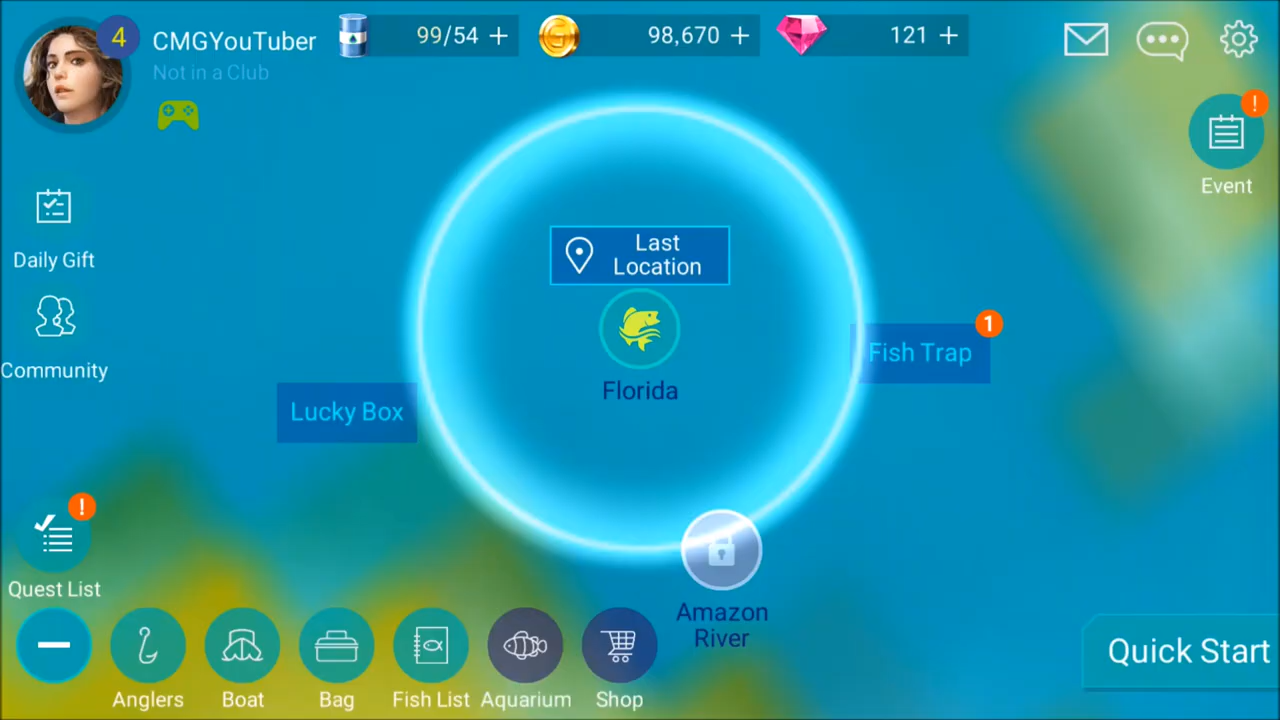 4
CMGYouTuber
Not in a Club
99/54 +
98,670 +
121 +
!
Event
Daily Gift
Last
Location
Community
Florida
1
Fish Trap
Lucky Box
!
Quest List
Amazon
River
Quick Start
Anglers
Boat
Bag
Fish List
Aquarium
Shop